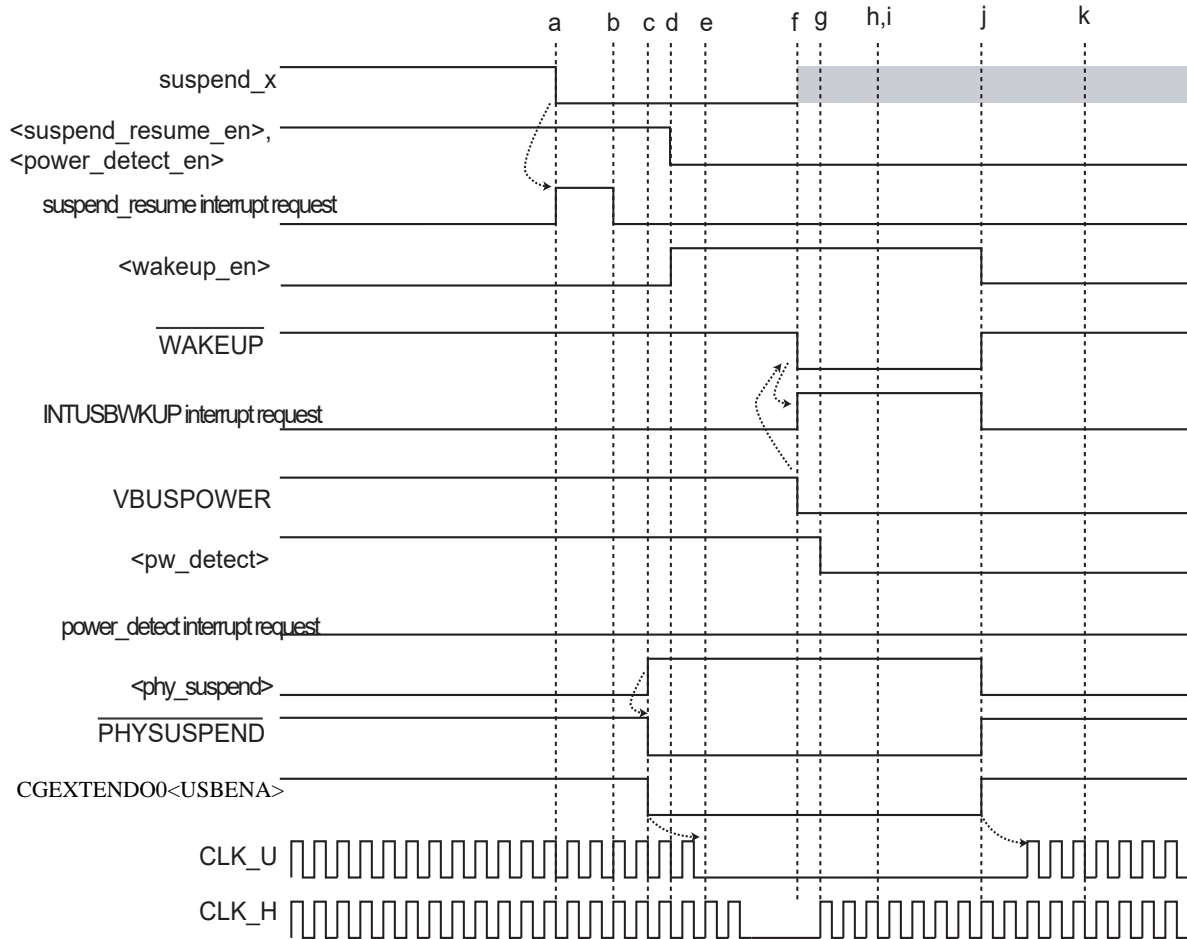 a b c d e f g h,i j k
suspend_x
<suspend_resume_en>,
<power_detect_en>
suspend_resume interrupt request
<wakeup_en>
WAKEUP
INTUSBWKUP interrupt request
VBUSPOWER
<pw_detect>
power_detect interrupt request
<phy_suspend>
PHYSUSPEND
CGEXTENDO0<USBENA>
CLK_U
CLK_H